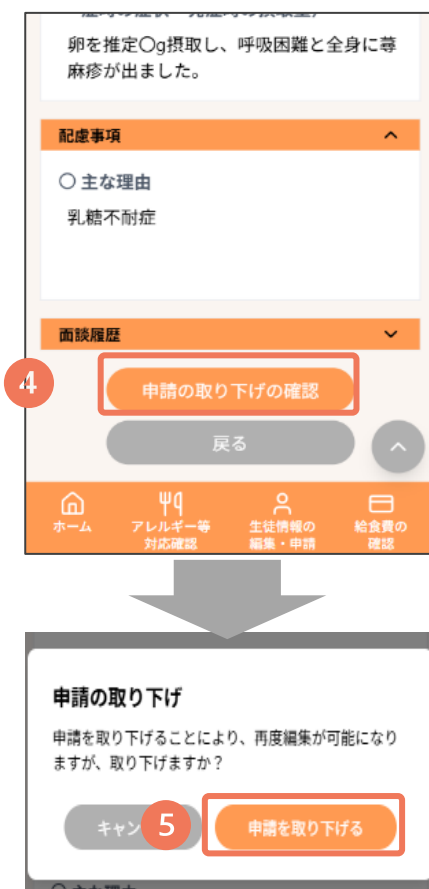 卵を推定〇g摂取し、呼吸困難と全身に蕁
麻疹が出ました。
配慮事項
〇 主な理由
乳糖不耐症
面談履歴
4
申請の取り下げの確認
戻る
ホーム
アレルギー等
対応確認
生徒情報の
編集・申請
給食費の
確認
申請の取り下げ
申請を取り下げることにより、再度編集が可能になり
ますが、取り下げますか？
キャン
5
申請を取り下げる